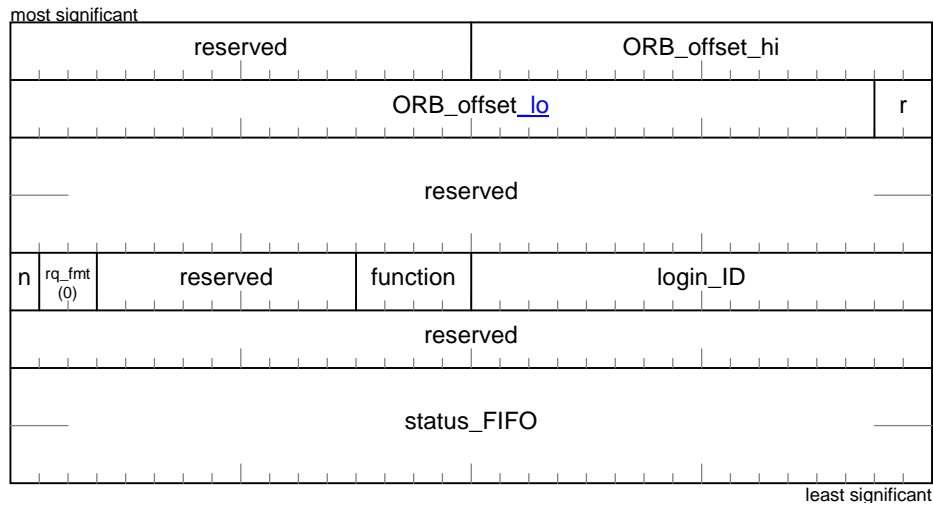 most significant
reserved ORB_offset_hi
ORB_offset_lo r
reserved
n rq_fmt (0) reserved function login_ID
reserved
status_FIFO
least significant